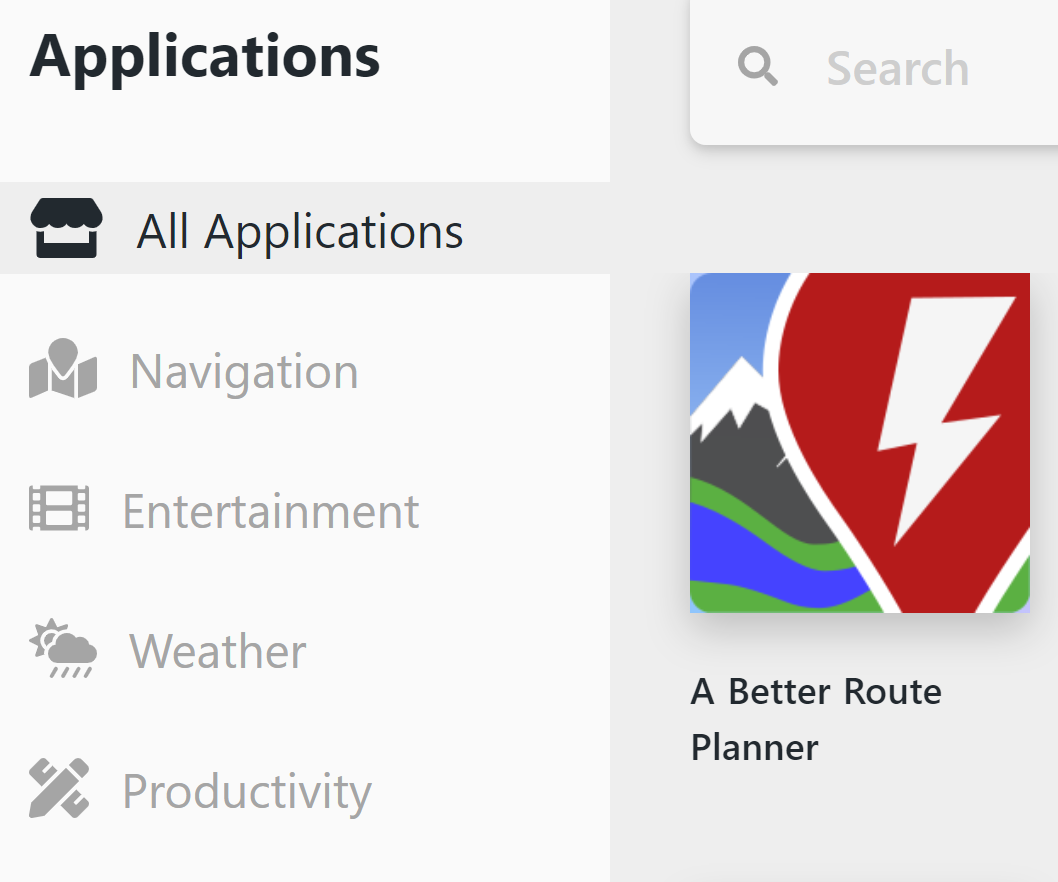 Applications
Search
All Applications
Navigation
Entertainment
Weather
Productivity
A Better Route
Planner